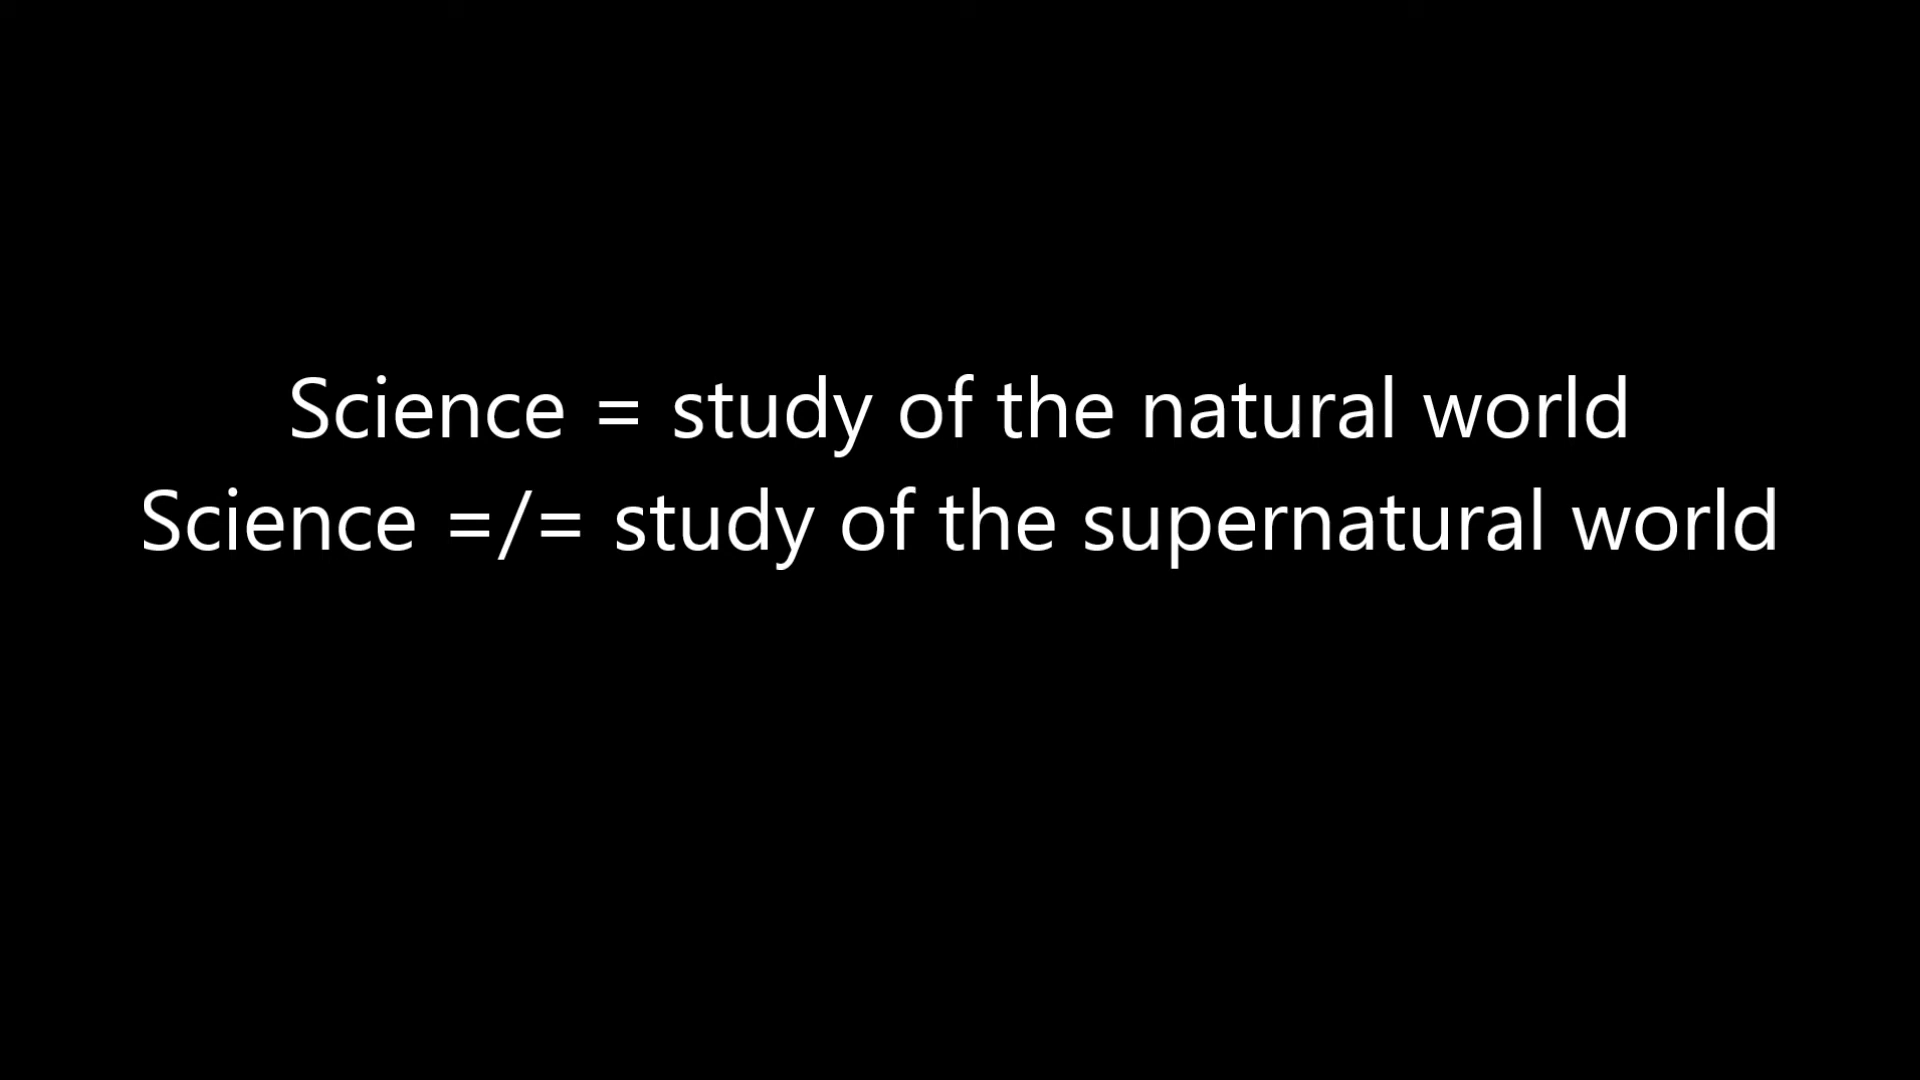 Science = study of the natural world
Science =/= study of the supernatural world